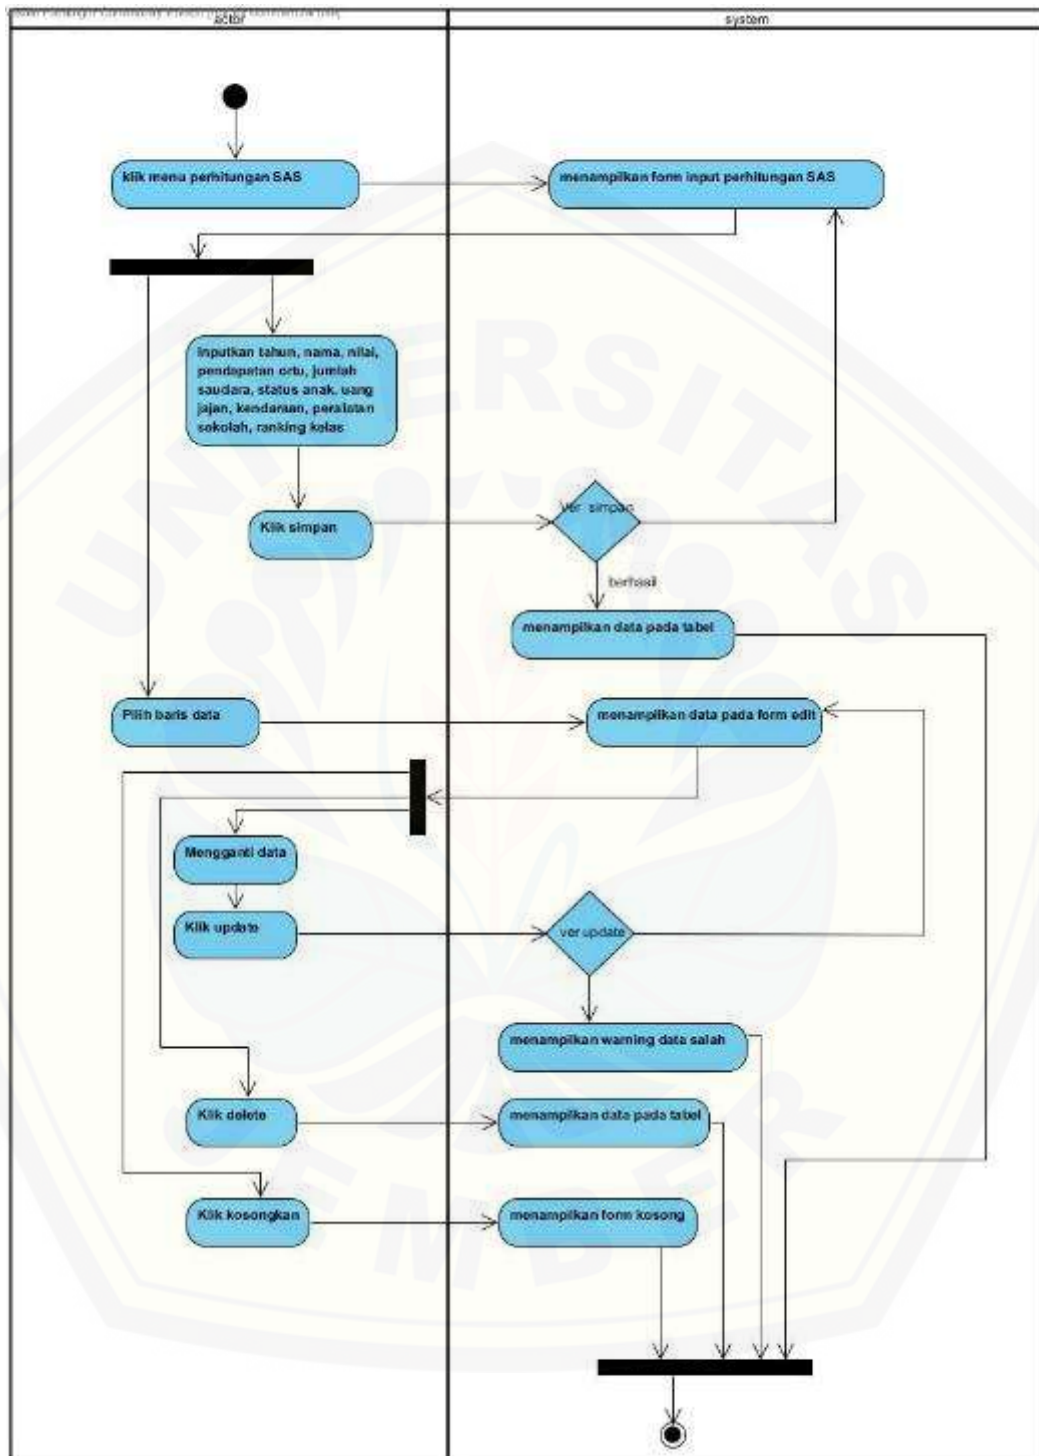 actor
system
klik menu perhitungan SAS
menampilkan form input perhitungan SAS
inputkan tahun, nama, nilai,
pendapatan ortu, jumlah
saudara, status anak, uang
jajan, kendaraan, peralatan
sekolah, ranking kelas
Klik simpan
Ver simpan
berhasil
menampilkan data pada tabel
Pilih baris data
menampilkan data pada form edit
Mengganti data
Klik update
ver update
menampilkan warning data salah
Klik delete
menampilkan data pada tabel
Klik kosongkan
menampilkan form kosong
UNIVERSITAS
JEMBER